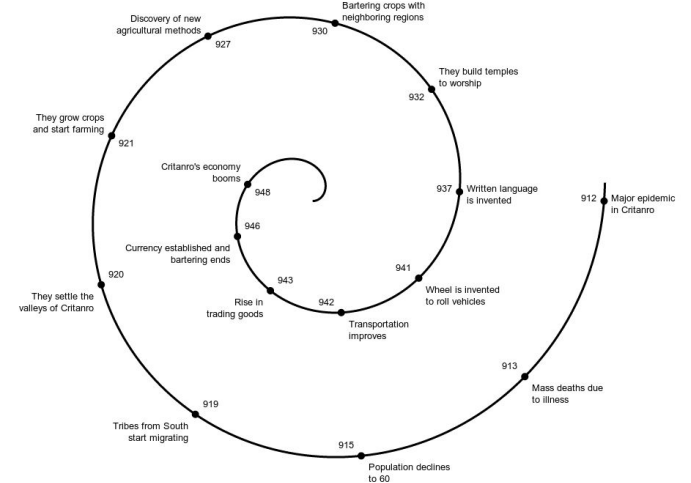 912
Major epidemic
in Critanro
913
Mass deaths due
to illness
915
Population declines
to 60
919
Tribes from South
start migrating
920
They settle the
valleys of Critanro
921
They grow crops
and start farming
927
Discovery of new
agricultural methods
930
Bartering crops with
neighboring regions
932
They build temples
to worship
937
Written language
is invented
941
Wheel is invented
to roll vehicles
942
Transportation
improves
943
Rise in
trading goods
946
Currency established and
bartering ends
948
Critanro's economy
booms